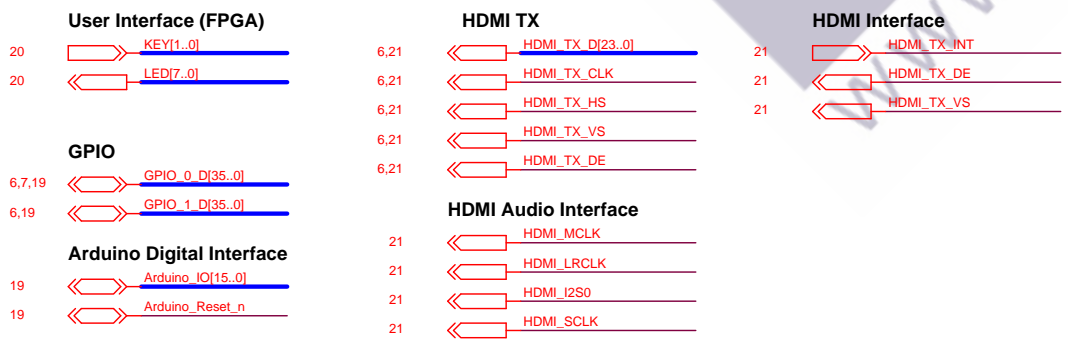 User Interface (FPGA)
20 KEY[1..0]
20 LED[7..0]
GPIO
6,7,19 GPIO_0_D[35..0]
6,19 GPIO_1_D[35..0]
Arduino Digital Interface
19 Arduino_IO[15..0]
19 Arduino_Reset_n
HDMI TX
6,21 HDMI_TX_D[23..0]
6,21 HDMI_TX_CLK
6,21 HDMI_TX_HS
6,21 HDMI_TX_VS
6,21 HDMI_TX_DE
HDMI Audio Interface
21 HDMI_MCLK
21 HDMI_LRCLK
21 HDMI_I2S0
21 HDMI_SCLK
HDMI Interface
21 HDMI_TX_INT
21 HDMI_TX_DE
21 HDMI_TX_VS